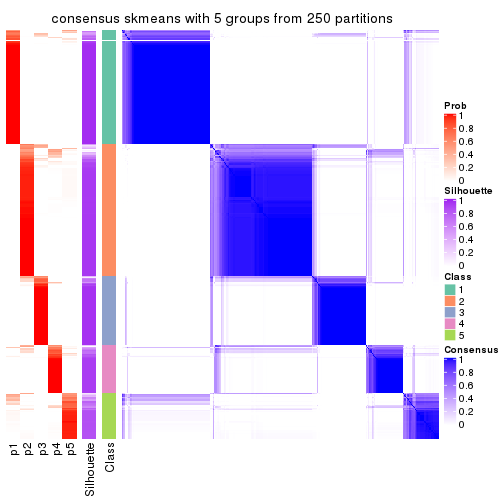 consensus skmeans with 5 groups from 250 partitions
Prob
1
0.8
0.6
0.4
0.2
0
Silhouette
1
0.8
0.6
0.4
0.2
0
Class
1
2
3
4
5
Consensus
1
0.8
0.6
0.4
0.2
0
p1
p2
p3
p4
p5
Silhouette
Class